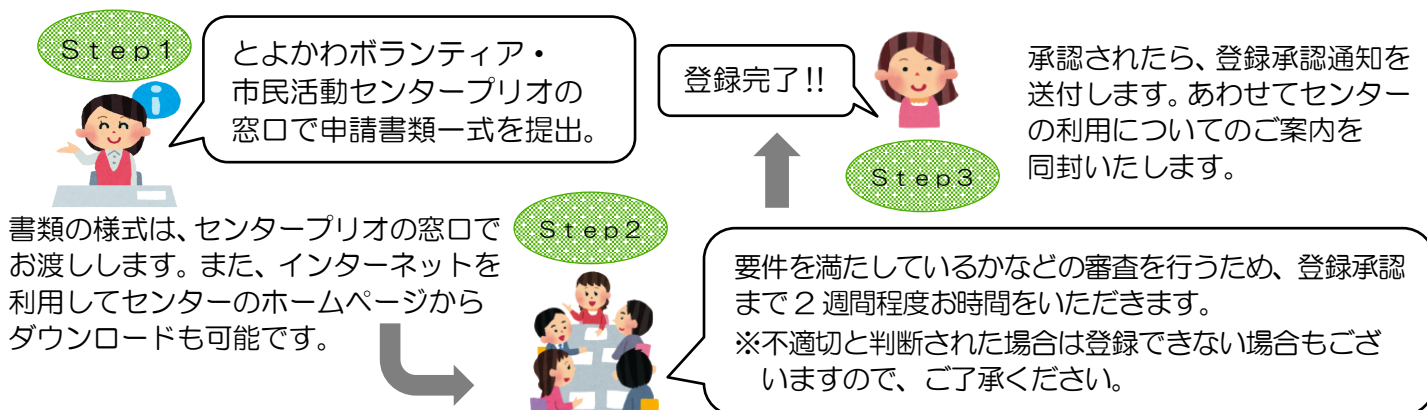 Step1
とよかわボランティア・
市民活動センタープリオの
窓口で申請書類一式を提出。
書類の様式は、センタープリオの窓口で
お渡しします。また、インターネットを
利用してセンターのホームページから
ダウンロードも可能です。
Step2
要件を満たしているかなどの審査を行うため、登録承認
まで2週間程度お時間をいただきます。
※不適切と判断された場合は登録できない場合もござ
いますので、ご了承ください。
Step3
登録完了!!
承認されたら、登録承認通知を
送付します。あわせてセンター
の利用についてのご案内を
同封いたします。